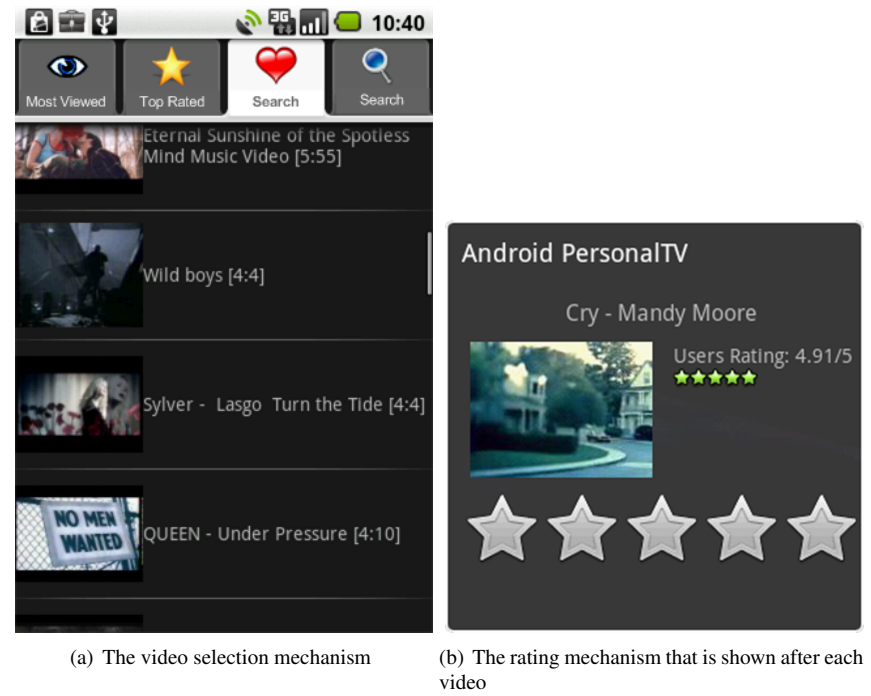 3G
10:40
Most Viewed
Top Rated
Search
Search
Eternal Sunshine of the Spotless
Mind Music Video [5:55]
Wild boys [4:4]
Sylver - Lasgo Turn the Tide [4:4]
NO MEN
WANTED
QUEEN - Under Pressure [4:10]
(a) The video selection mechanism
Android PersonalTV
Cry - Mandy Moore
Users Rating: 4.91/5
(b) The rating mechanism that is shown after each
video